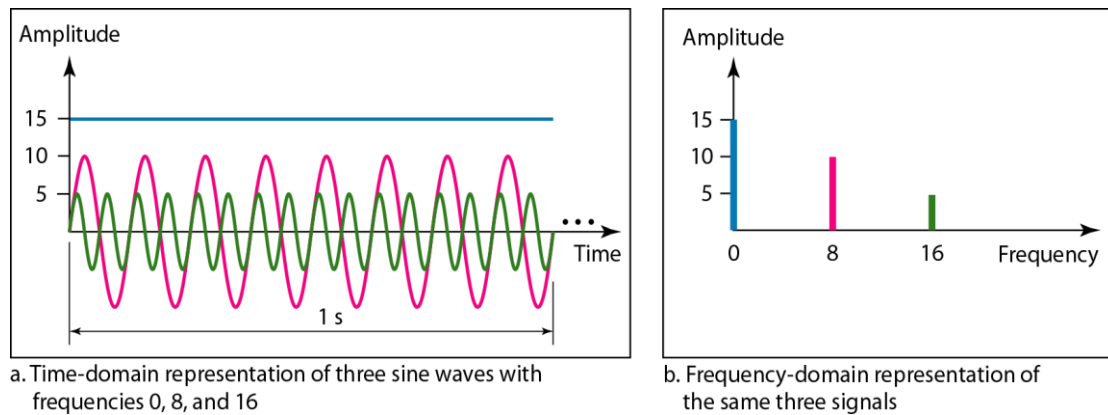 Amplitude
15
10
5
• • •
Time
1 s
a. Time-domain representation of three sine waves with
frequencies 0, 8, and 16
Amplitude
15
10
5
0 8 16 Frequency
b. Frequency-domain representation of
the same three signals